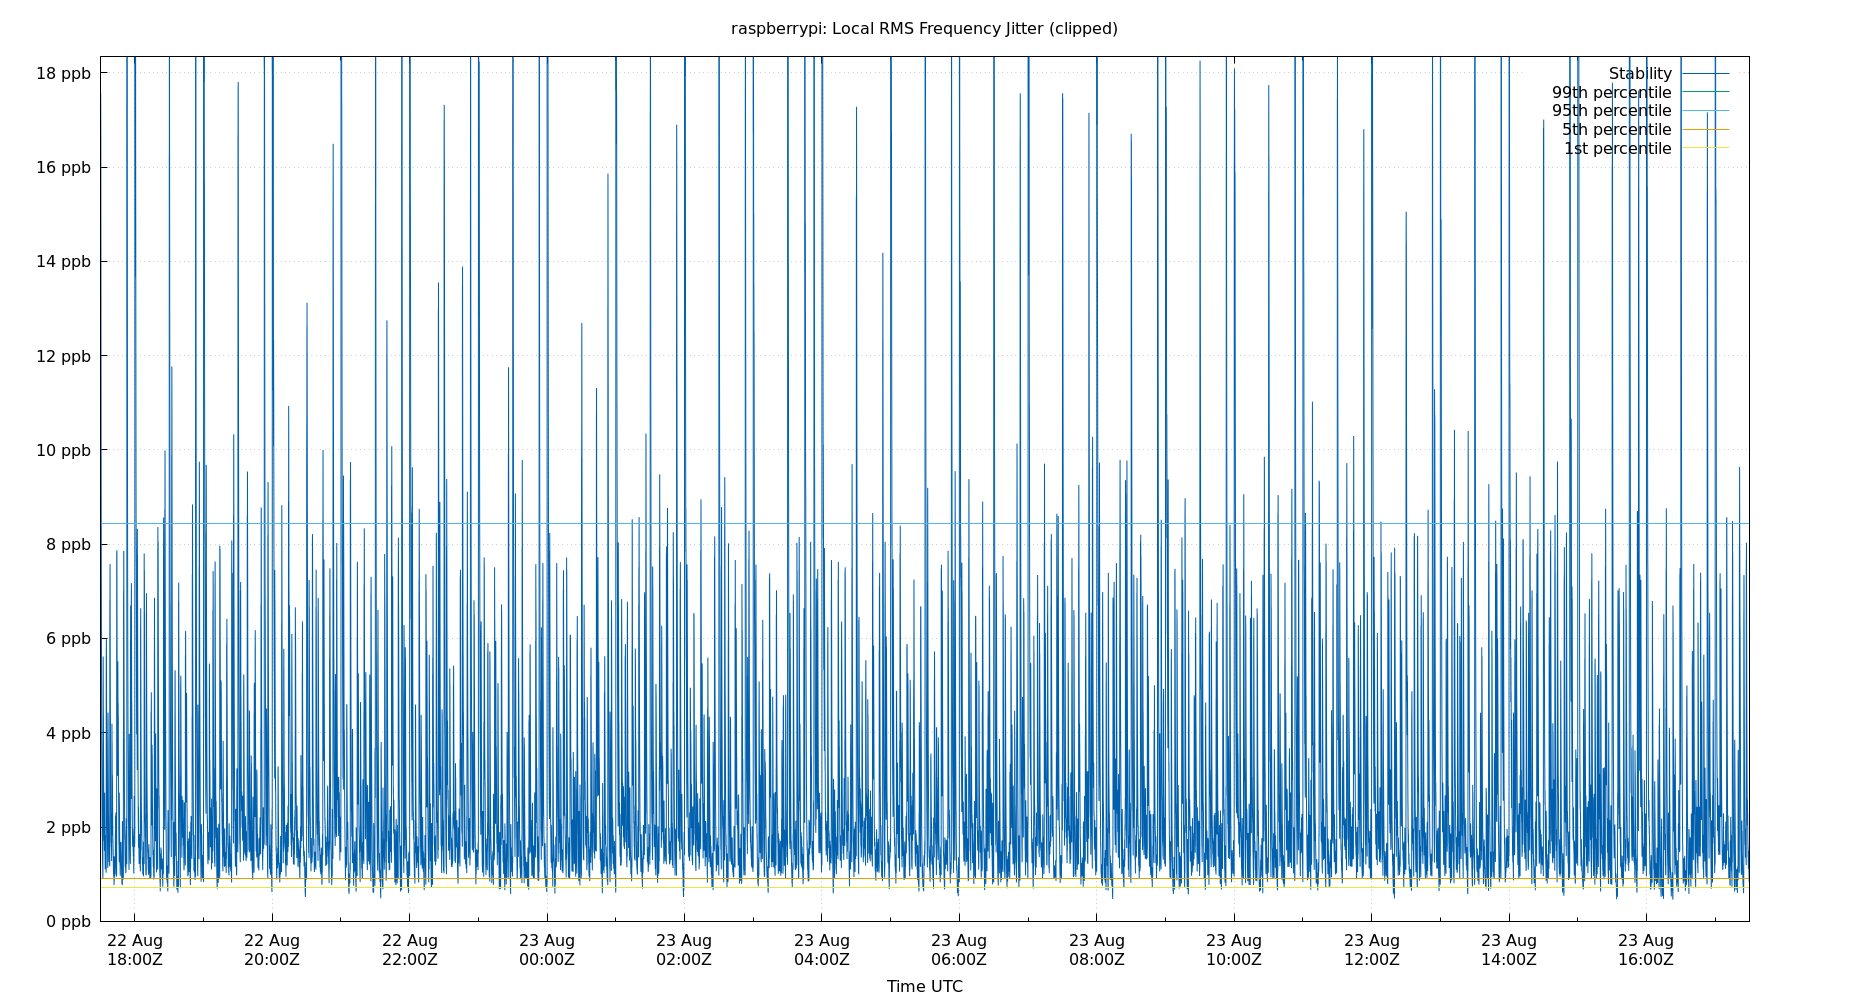 raspberrypi: Local RMS Frequency Jitter (clipped)
18 ppb
16 ppb
14 ppb
12 ppb
10 ppb
8 ppb
6 ppb
4 ppb
2 ppb
0 ppb
Stability
99th percentile
95th percentile
5th percentile
1st percentile
22 Aug 22 Aug 22 Aug 23 Aug 23 Aug 23 Aug 23 Aug 23 Aug 23 Aug 23 Aug 23 Aug 23 Aug
18:00Z 20:00Z 22:00Z 00:00Z 02:00Z 04:00Z 06:00Z 08:00Z 10:00Z 12:00Z 14:00Z 16:00Z
Time UTC